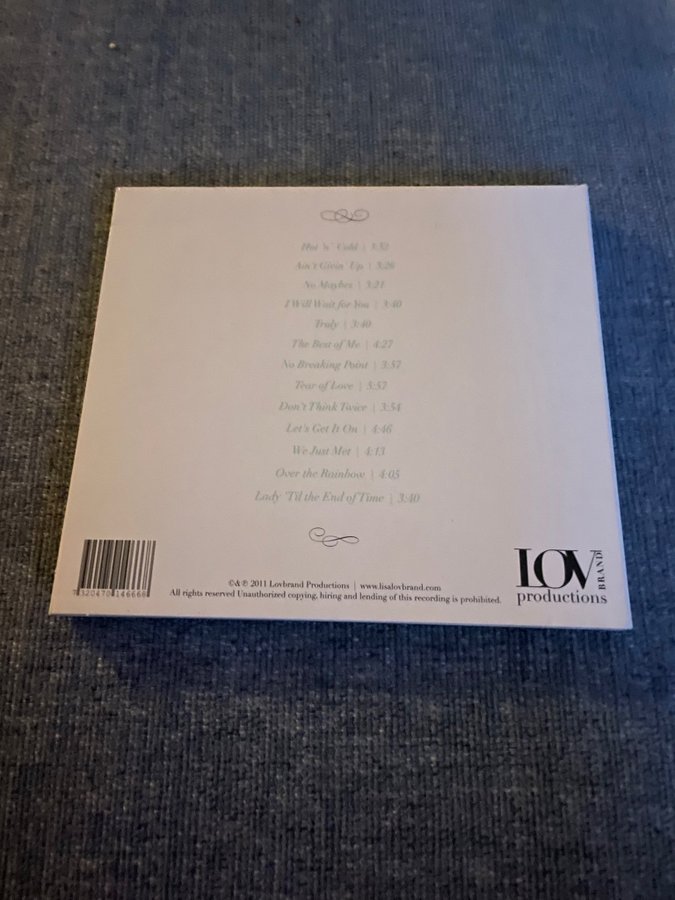 Hot 'n' Cold | 3:52
Ain't Givin' Up | 3:26
No Maybes | 3:21
I Will Wait for You | 3:40
Truly | 3:40
The Best of Me | 4:27
No Breaking Point | 3:57
Tear of Love | 3:57
Don't Think Twice | 3:54
Let's Get It On | 4:46
We Just Met | 4:13
Over the Rainbow | 4:05
Lady 'Til the End of Time | 3:40
7320470146668
©&℗ 2011 Lovbrand Productions | www.lisalovbrand.com
All rights reserved Unauthorized copying, hiring and lending of this recording is prohibited.
LOV BRAND
productions